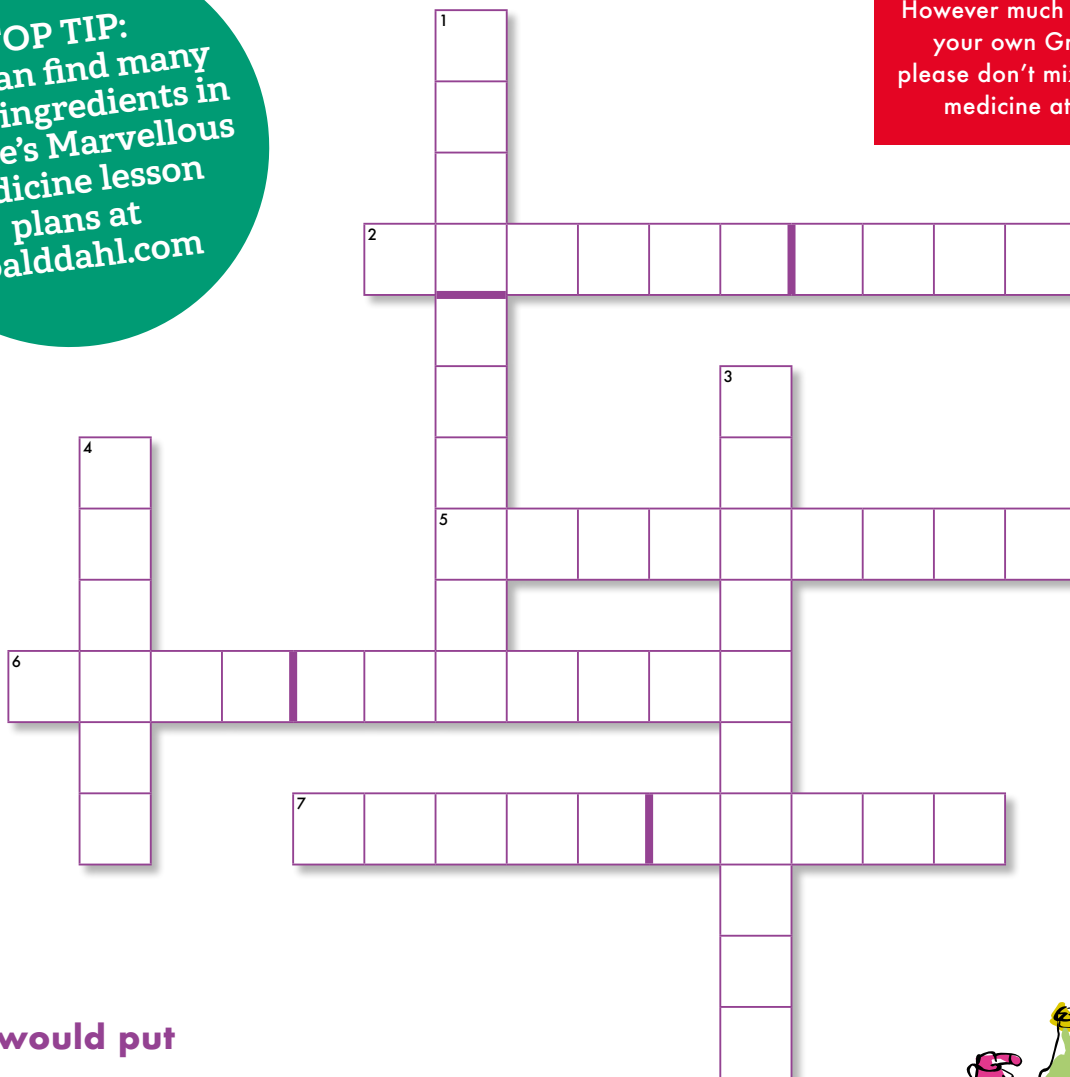 OP TIP:
an find many
ingredients in
e's Marvellous
dicine lesson
plans at
alddahl.com
However much
your own Gr
please don't mix
medicine at
1
2
3
4
5
6
7
would put